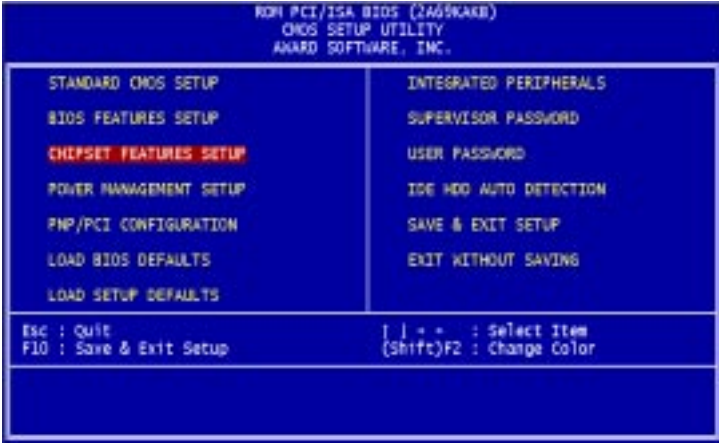 ROM PCI/ISA BIOS (2A69KAKB)
CMOS SETUP UTILITY
AWARD SOFTWARE, INC.
STANDARD CMOS SETUP
BIOS FEATURES SETUP
CHIPSET FEATURES SETUP
POWER MANAGEMENT SETUP
PNP/PCI CONFIGURATION
LOAD BIOS DEFAULTS
LOAD SETUP DEFAULTS
INTEGRATED PERIPHERALS
SUPERVISOR PASSWORD
USER PASSWORD
IDE HDD AUTO DETECTION
SAVE & EXIT SETUP
EXIT WITHOUT SAVING
Esc : Quit
F10 : Save & Exit Setup
: Select Item
(Shift)F2 : Change Color